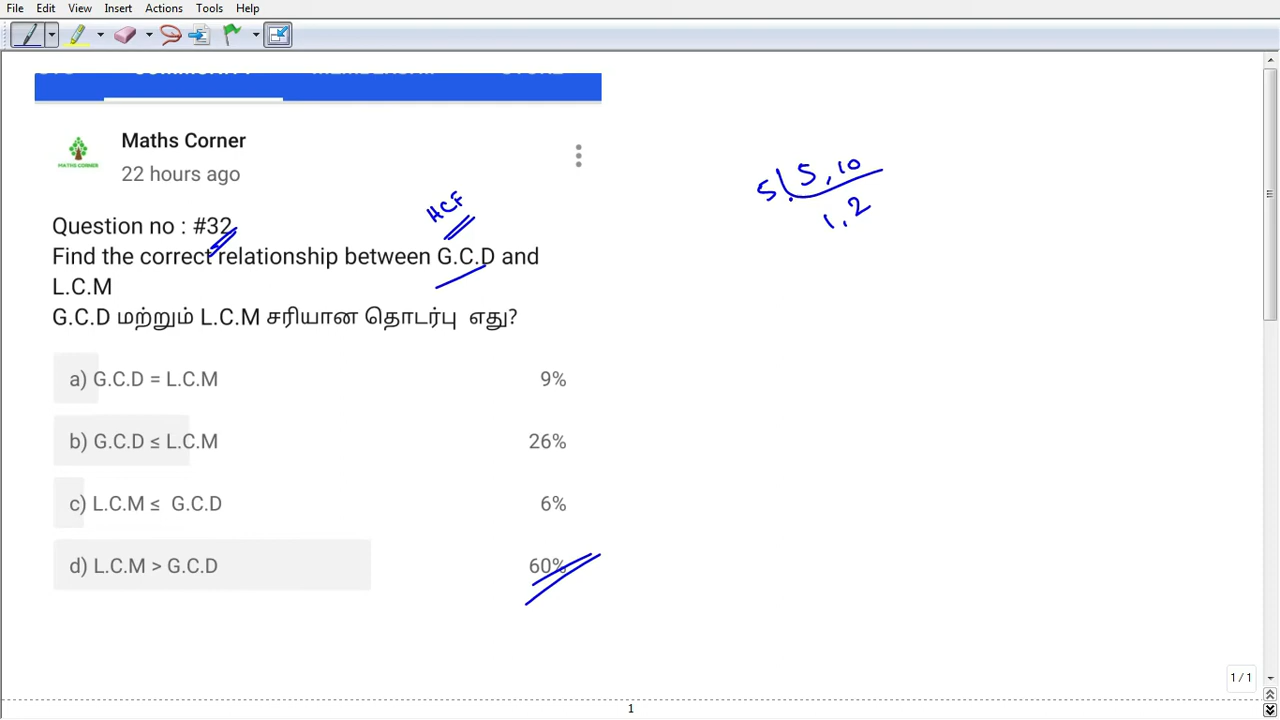 File Edit View Insert Actions Tools Help
Maths Corner
22 hours ago
MATHS CORNER
HCF
Question no : #32
Find the correct relationship between G.C.D and
L.C.M
G.C.D மற்றும் L.C.M சரியான தொடர்பு எது?
a) G.C.D = L.C.M 9%
b) G.C.D ≤ L.C.M 26%
c) L.C.M ≤ G.C.D 6%
d) L.C.M > G.C.D 60%
5 5, 10
1, 2
1 / 1
1